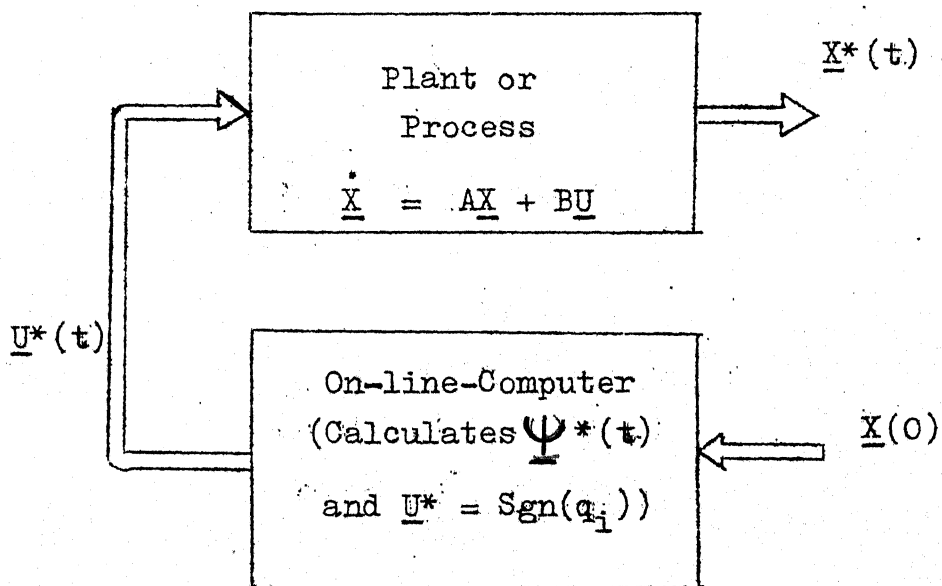 X*(t)
Plant or
Process
Ẋ = AX + BU
U*(t)
On-line-Computer
(Calculates Ψ*(t)
and U* = Sgn(qi))
X(0)